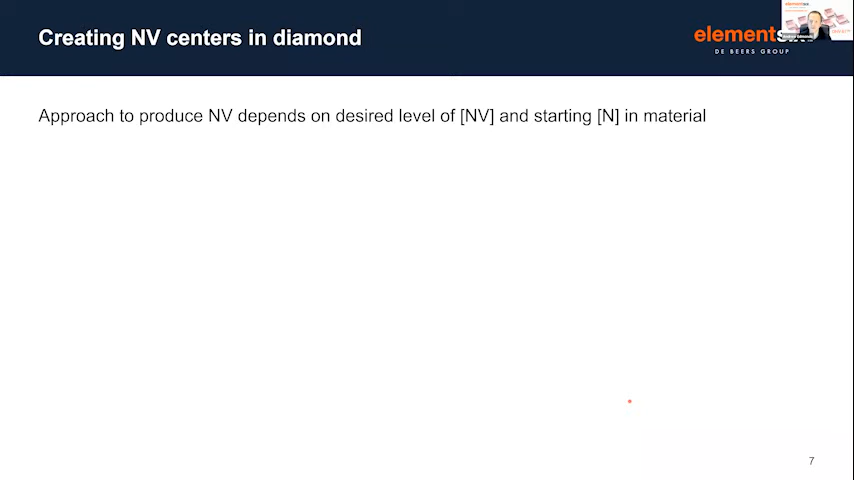 Creating NV centers in diamond
elementsix
DE BEERS GROUP
Approach to produce NV depends on desired level of [NV] and starting [N] in material
7